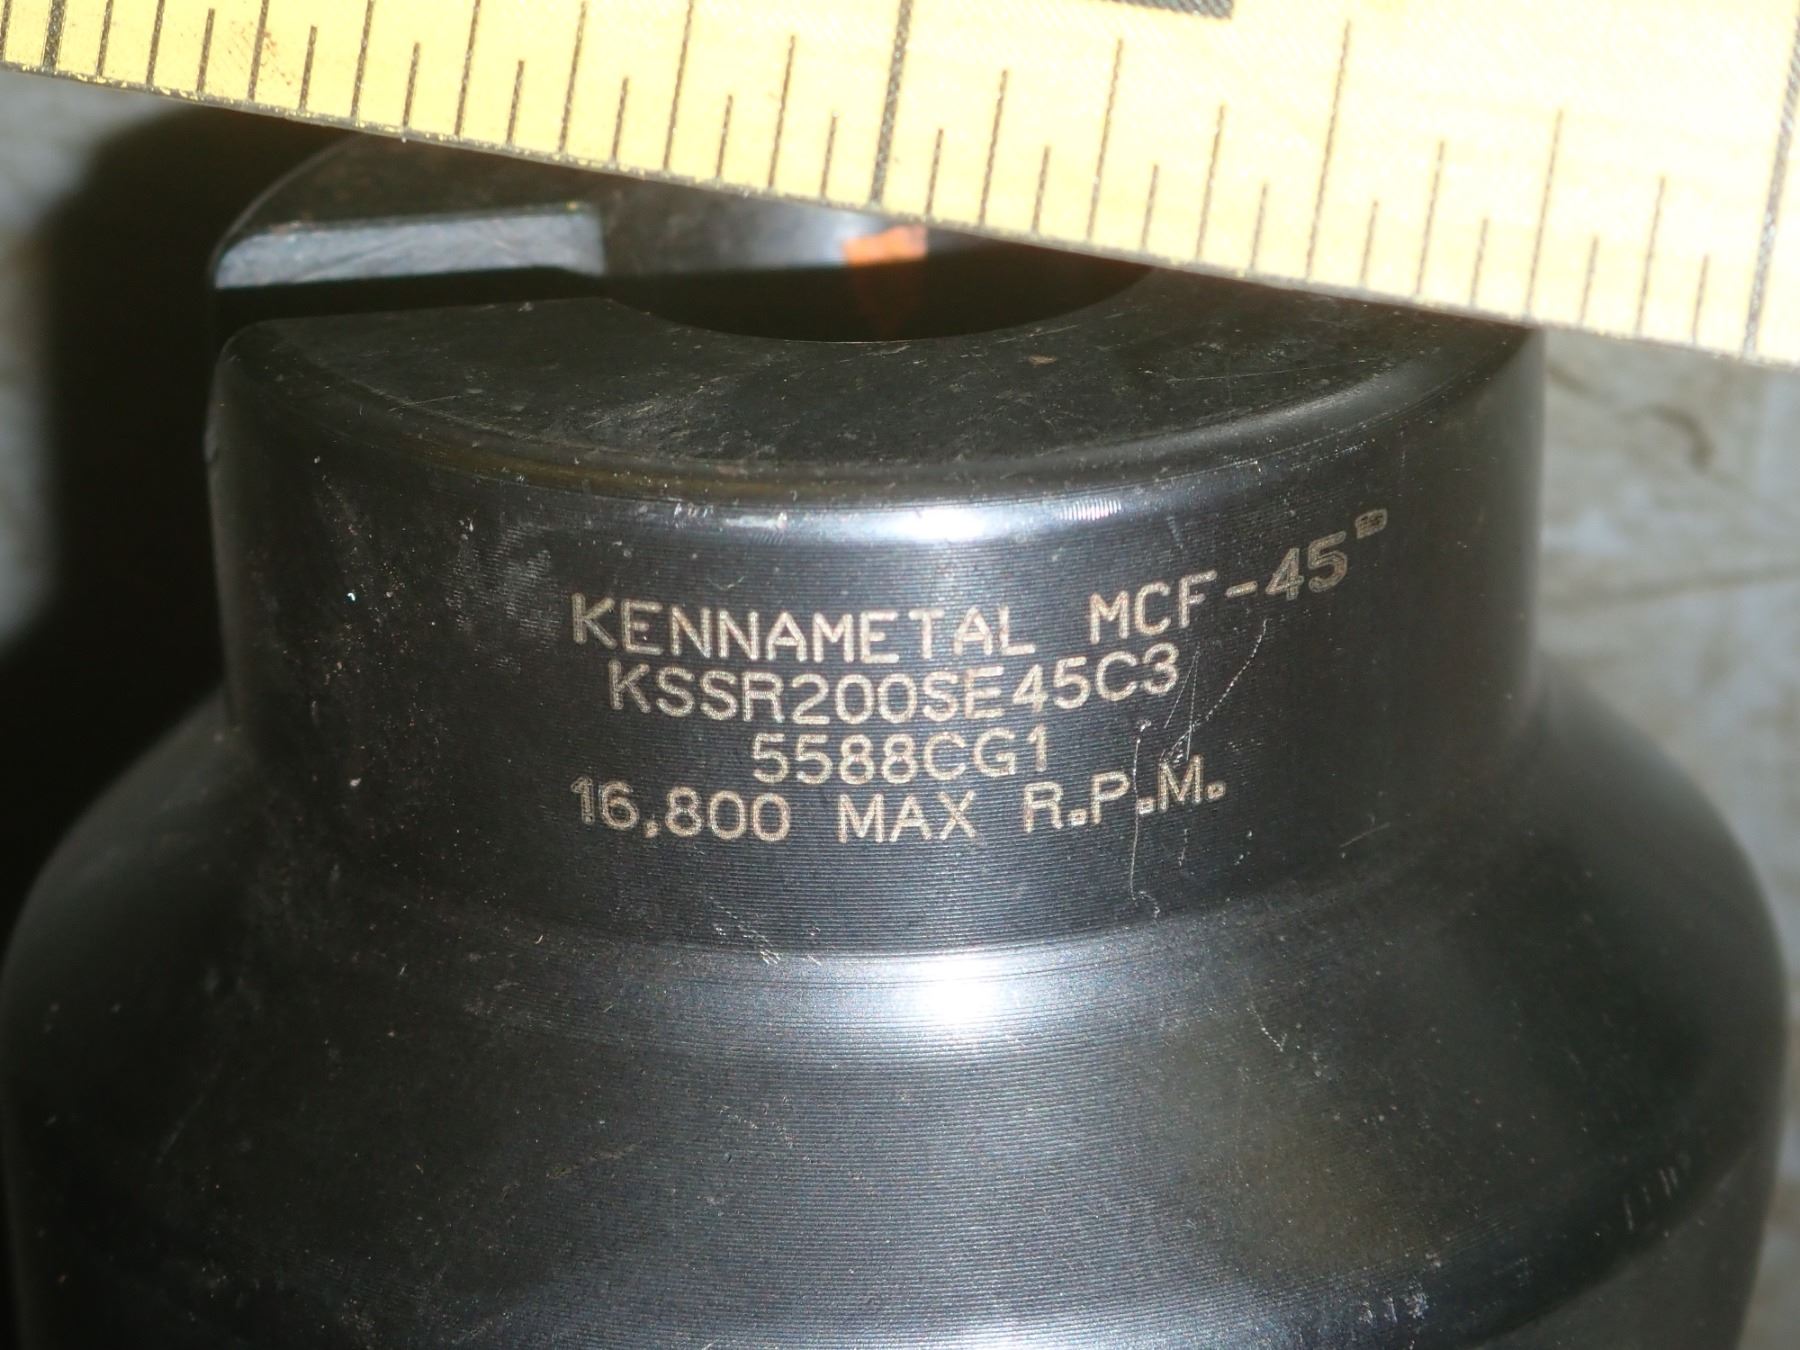 KENNAMETAL MCF-45°
KSSR200SE45C3
5588CG1
16,800 MAX R.P.M.